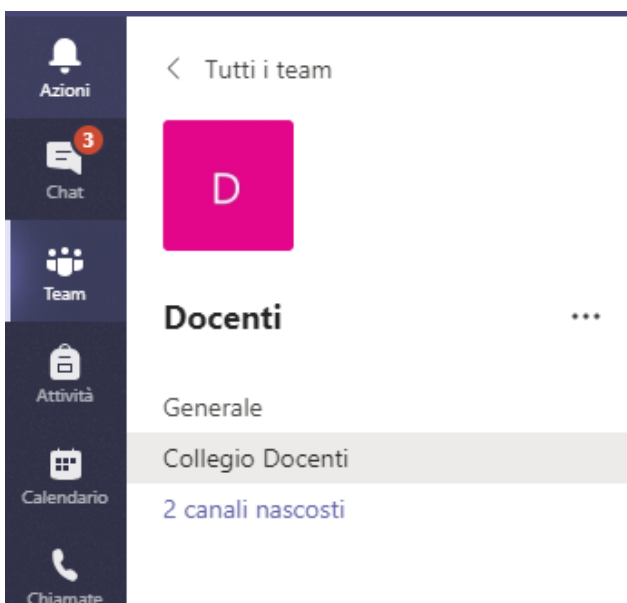 Azioni
3
Chat
Team
Attività
Calendario
Chiamate
Tutti i team
D
Docenti
Generale
Collegio Docenti
2 canali nascosti